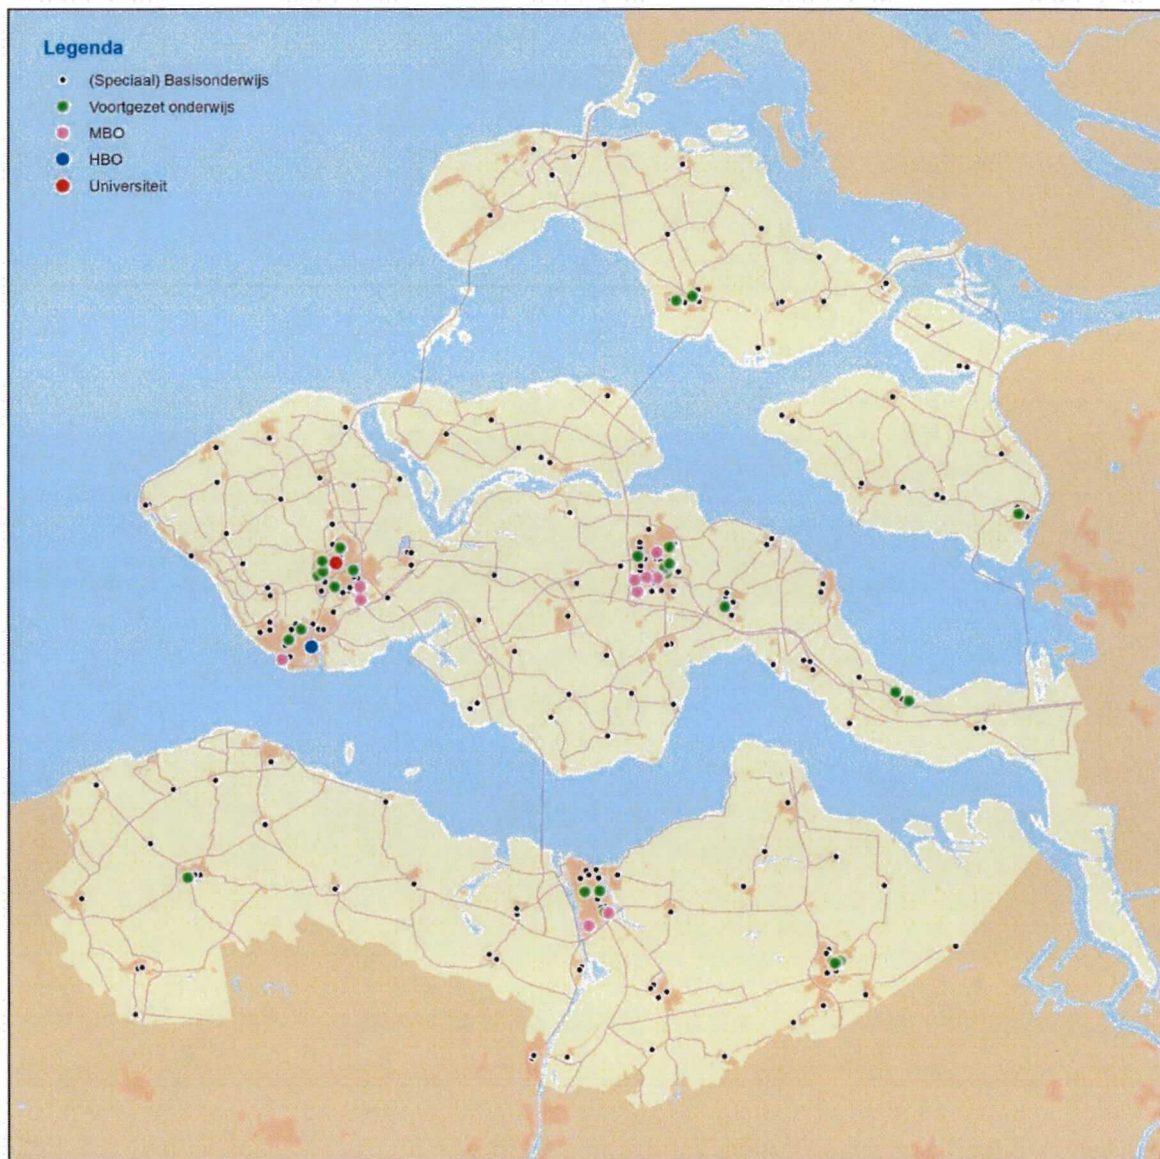 Legenda
(Speciaal) Basisonderwijs
Voortgezet onderwijs
MBO
HBO
Universiteit